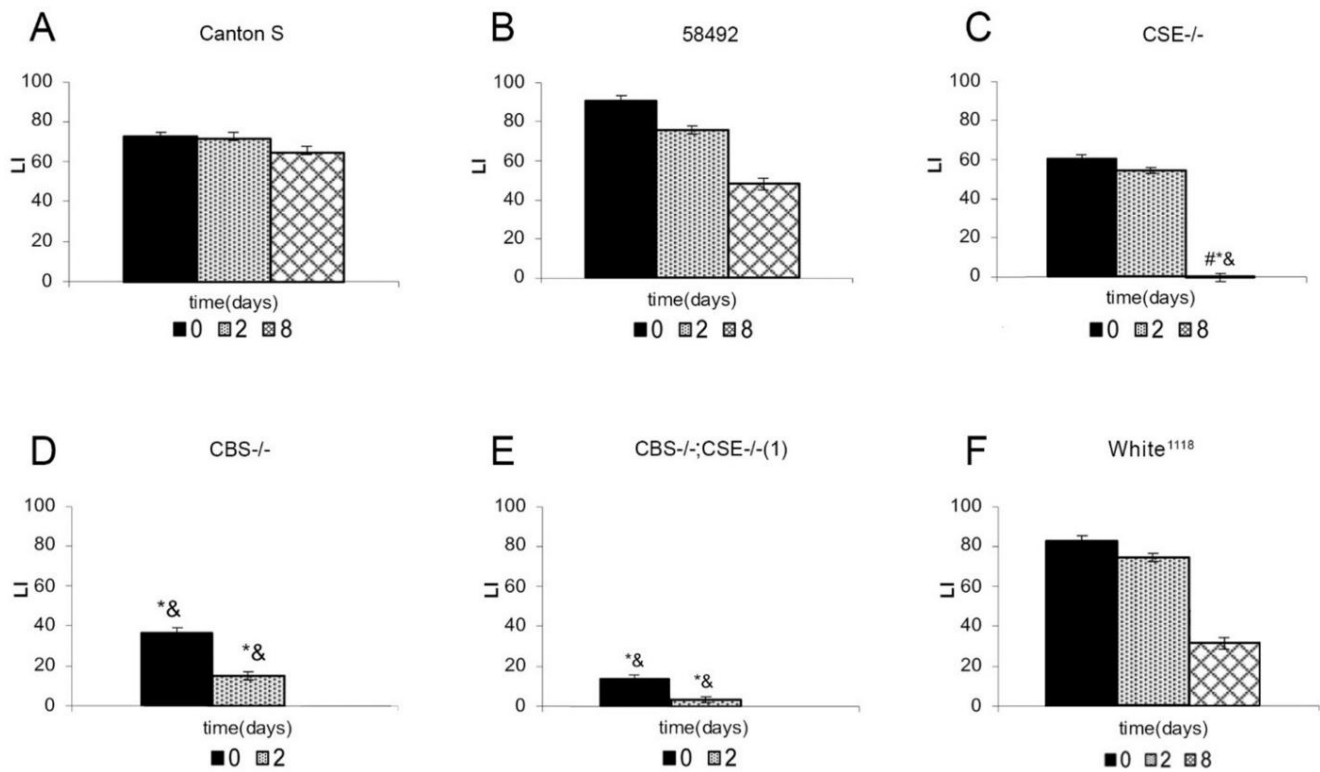 A
Canton S
100
80
60
40
20
0
LI
time(days)
0 2 8
B
58492
100
80
60
40
20
0
LI
time(days)
0 2 8
C
CSE-/-
100
80
60
40
20
0
LI
#*&
time(days)
0 2 8
D
CBS-/-
100
80
60
40
20
0
LI
*&
*&
time(days)
0 2
E
CBS-/-;CSE-/-(1)
100
80
60
40
20
0
LI
*&
*&
time(days)
0 2
F
White¹¹¹⁸
100
80
60
40
20
0
LI
time(days)
0 2 8